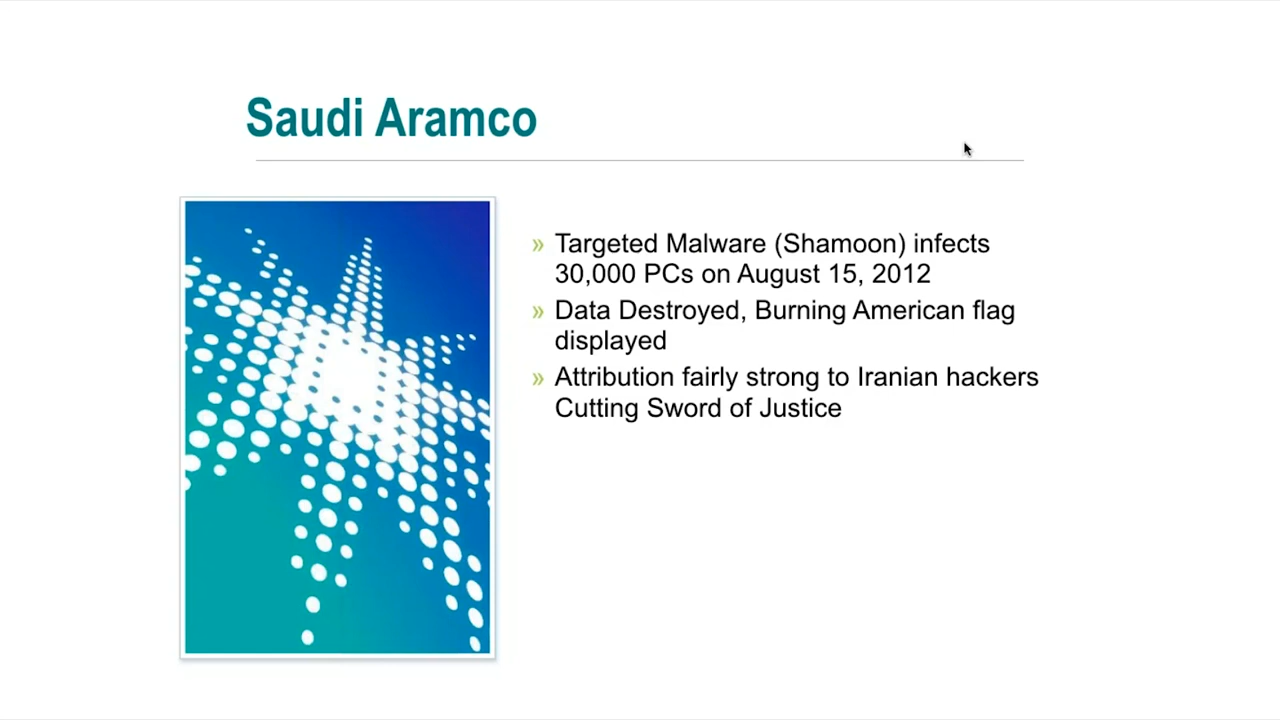 Saudi Aramco
» Targeted Malware (Shamoon) infects
30,000 PCs on August 15, 2012
» Data Destroyed, Burning American flag
displayed
» Attribution fairly strong to Iranian hackers
Cutting Sword of Justice